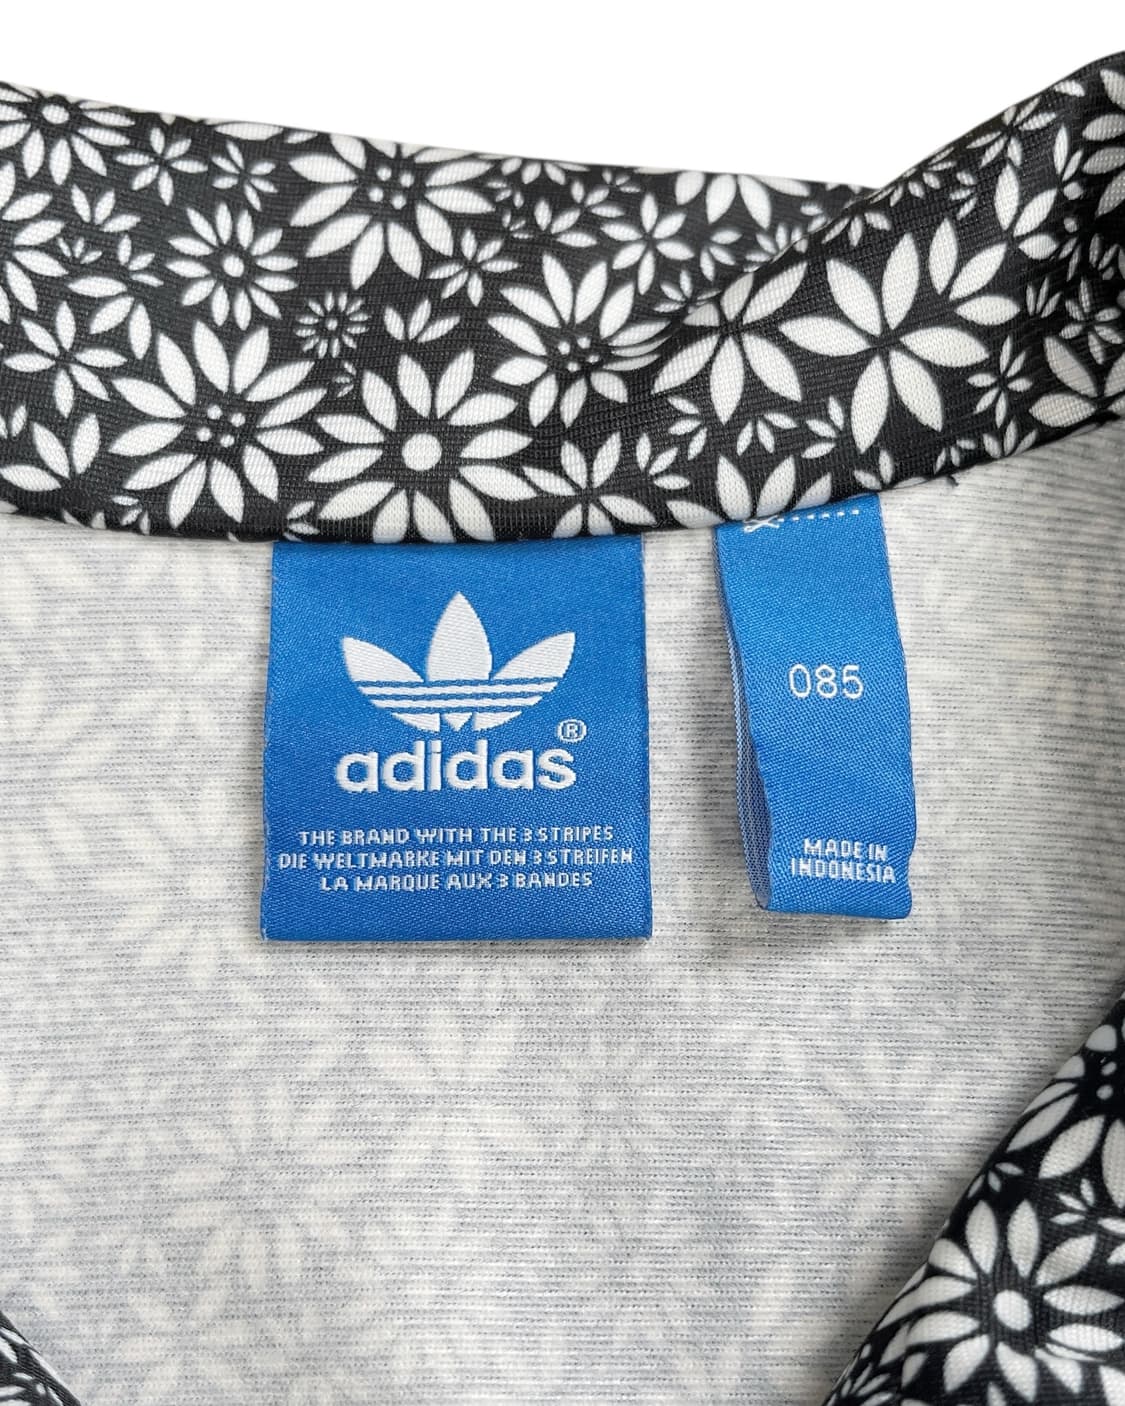 adidas®
THE BRAND WITH THE 3 STRIPES
DIE WELTMARKE MIT DEN 3 STREIFEN
LA MARQUE AUX 3 BANDES
085
MADE IN
INDONESIA